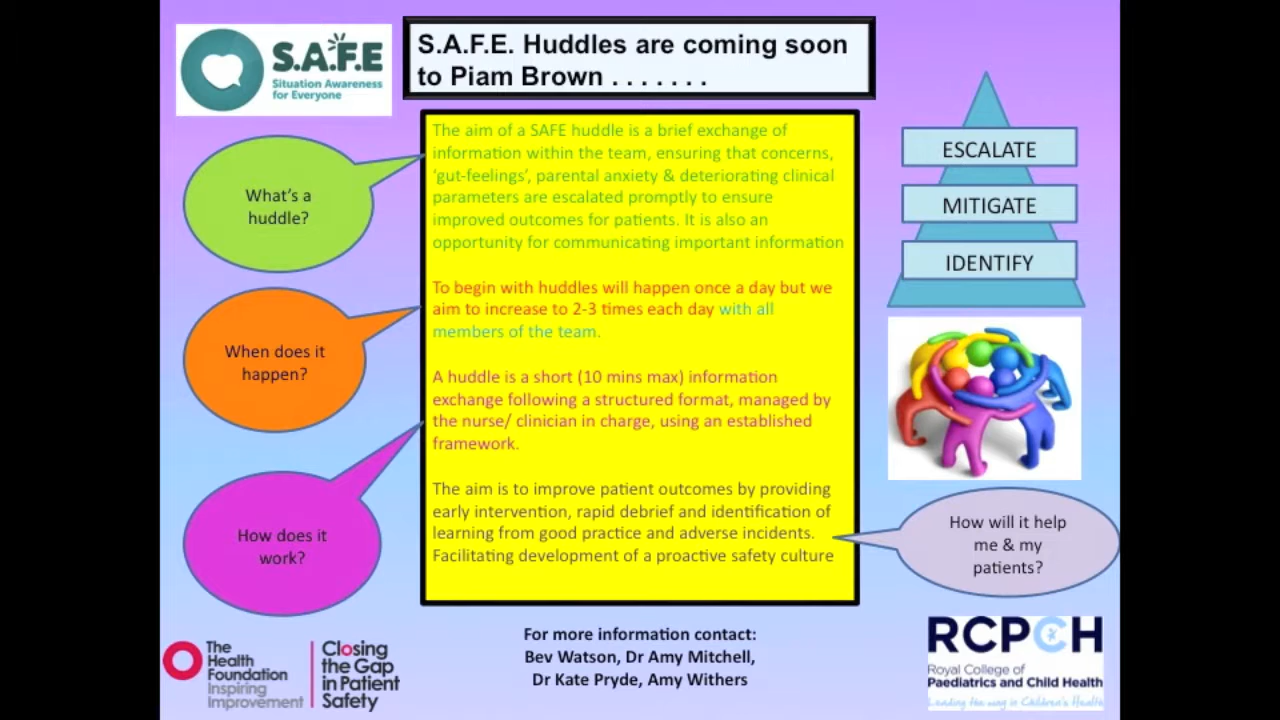 S.A.F.E
Situation Awareness
for Everyone
S.A.F.E. Huddles are coming soon
to Piam Brown . . . . . . .
What's a
huddle?
The aim of a SAFE huddle is a brief exchange of
information within the team, ensuring that concerns,
'gut-feelings', parental anxiety & deteriorating clinical
parameters are escalated promptly to ensure
improved outcomes for patients. It is also an
opportunity for communicating important information
When does it
happen?
To begin with huddles will happen once a day but we
aim to increase to 2-3 times each day with all
members of the team.
How does it
work?
A huddle is a short (10 mins max) information
exchange following a structured format, managed by
the nurse/ clinician in charge, using an established
framework.
The aim is to improve patient outcomes by providing
early intervention, rapid debrief and identification of
learning from good practice and adverse incidents.
Facilitating development of a proactive safety culture
ESCALATE
MITIGATE
IDENTIFY
How will it help
me & my
patients?
The
Health
Foundation
Inspiring
Improvement
Closing
the Gap
in Patient
Safety
For more information contact:
Bev Watson, Dr Amy Mitchell,
Dr Kate Pryde, Amy Withers
RCPCH
Royal College of
Paediatrics and Child Health
Leading the way in Children's Health